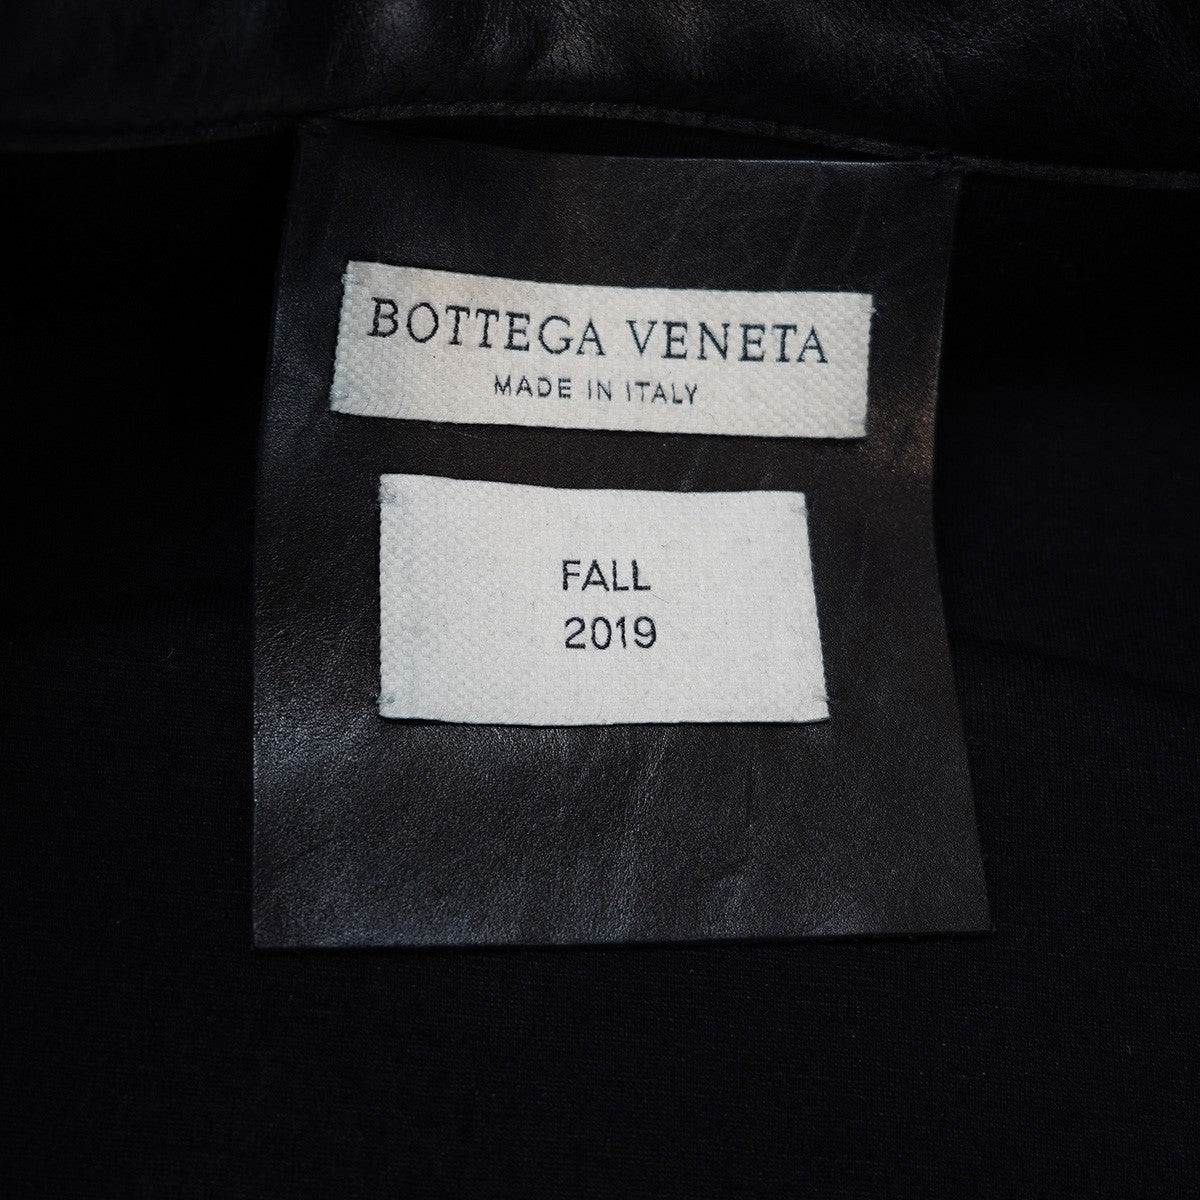 BOTTEGA VENETA
MADE IN ITALY
FALL
2019